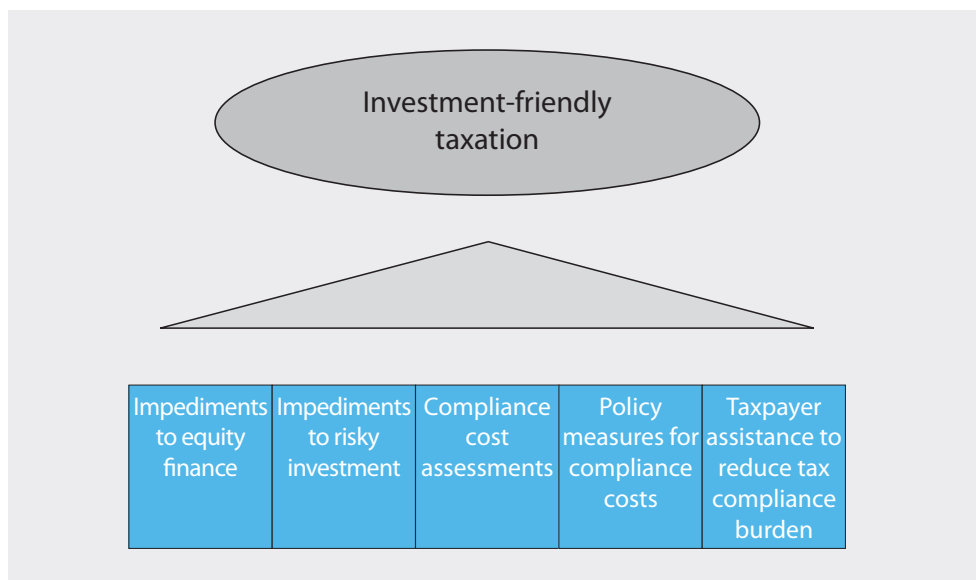 Investment-friendly
taxation
Impediments
to equity
finance
Impediments
to risky
investment
Compliance
cost
assessments
Policy
measures for
compliance
costs
Taxpayer
assistance to
reduce tax
compliance
burden